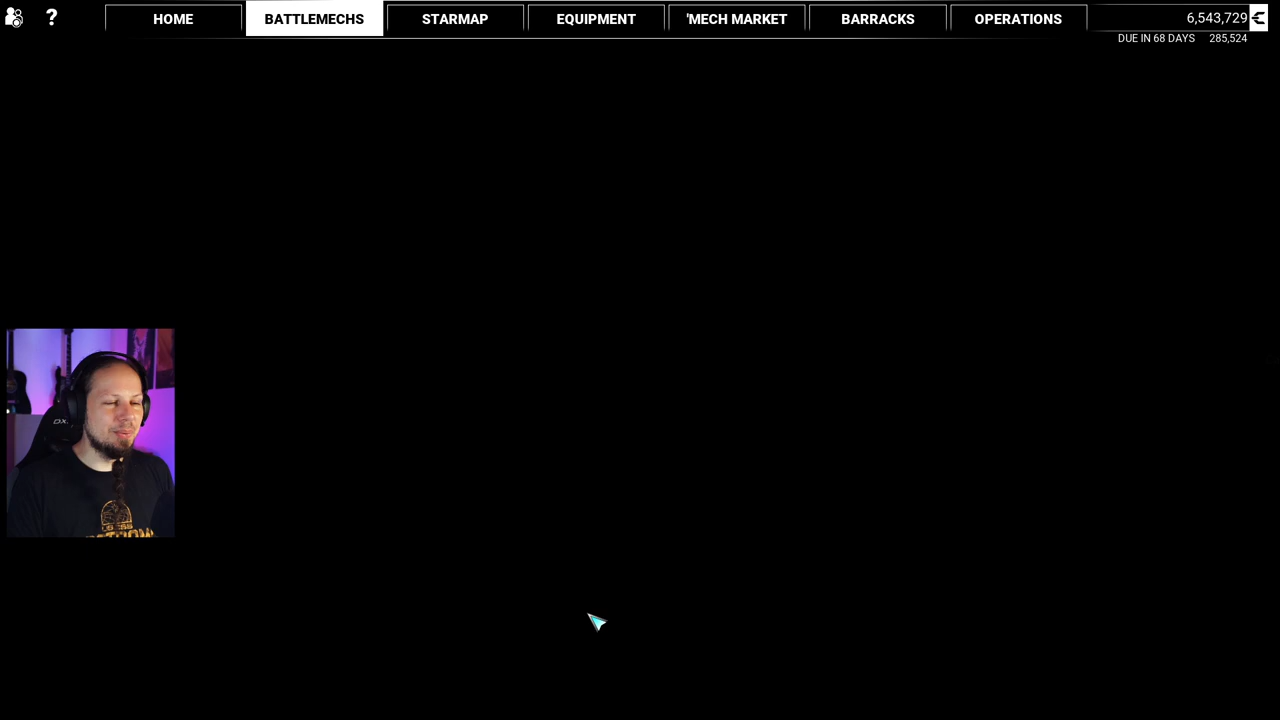 ?
HOME
BATTLEMECHS
STARMAP
EQUIPMENT
'MECH MARKET
BARRACKS
OPERATIONS
6,543,729
DUE IN 68 DAYS 285,524